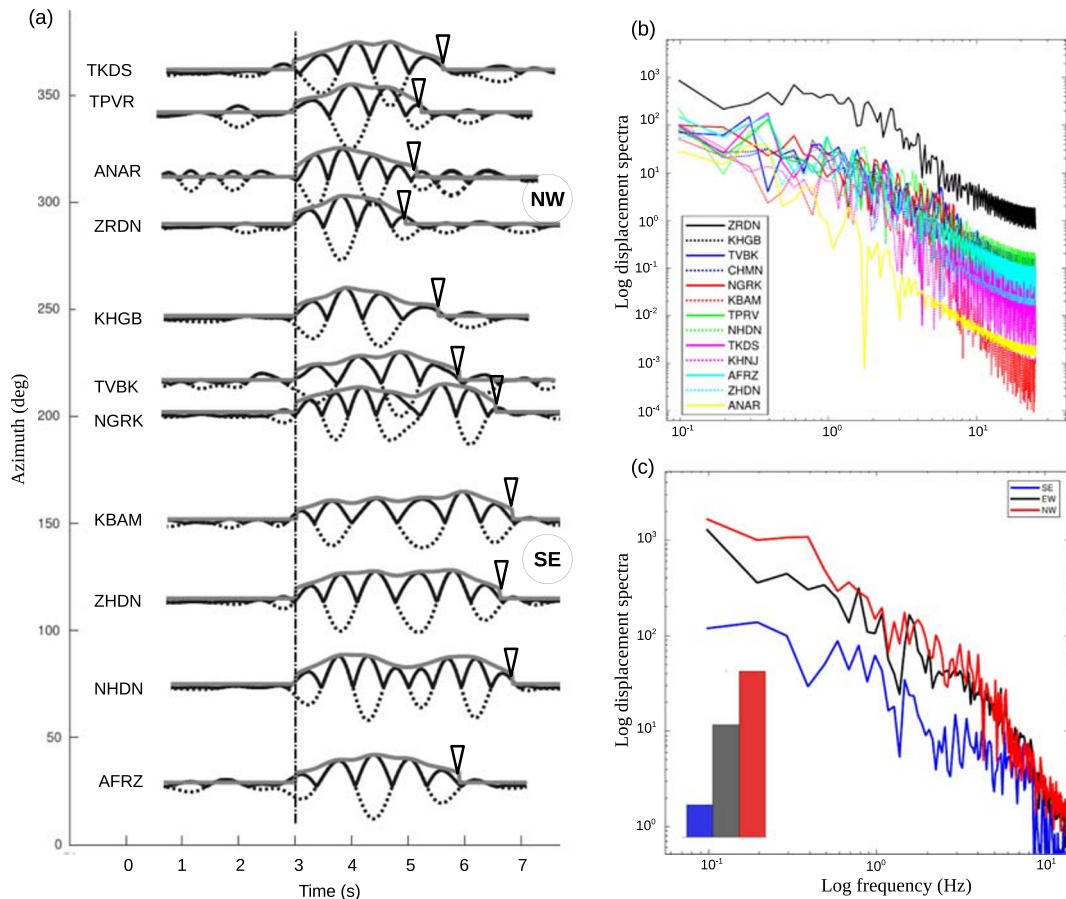 (a)
TKDS
TPVR
ANAR
ZRDN
KHGB
TVBK
NGRK
KBAM
ZHDN
NHDN
AFRZ
NW
SE
350
300
250
200
150
100
50
0
Azimuth (deg)
0 1 2 3 4 5 6 7
Time (s)
(b)
Log displacement spectra
10³
10²
10¹
10⁰
10⁻¹
10⁻²
10⁻³
10⁻⁴
ZRDN
KHGB
TVBK
CHMN
NGRK
KBAM
TPRV
NHDN
TKDS
KHNJ
AFRZ
ZHDN
ANAR
10⁻¹ 10⁰ 10¹
(c)
Log displacement spectra
10³
10²
10¹
10⁰
SE
EW
NW
10⁻¹ 10⁰ 10¹
Log frequency (Hz)